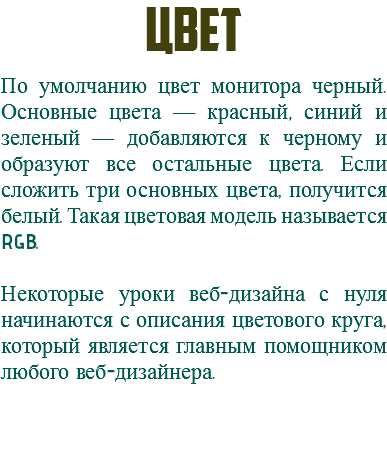 ЦВЕТ
По умолчанию цвет монитора черный.
Основные цвета — красный, синий и
зеленый — добавляются к черному и
образуют все остальные цвета. Если
сложить три основных цвета, получится
белый. Такая цветовая модель называется
RGB.
Некоторые уроки веб-дизайна с нуля
начинаются с описания цветового круга,
который является главным помощником
любого веб-дизайнера.